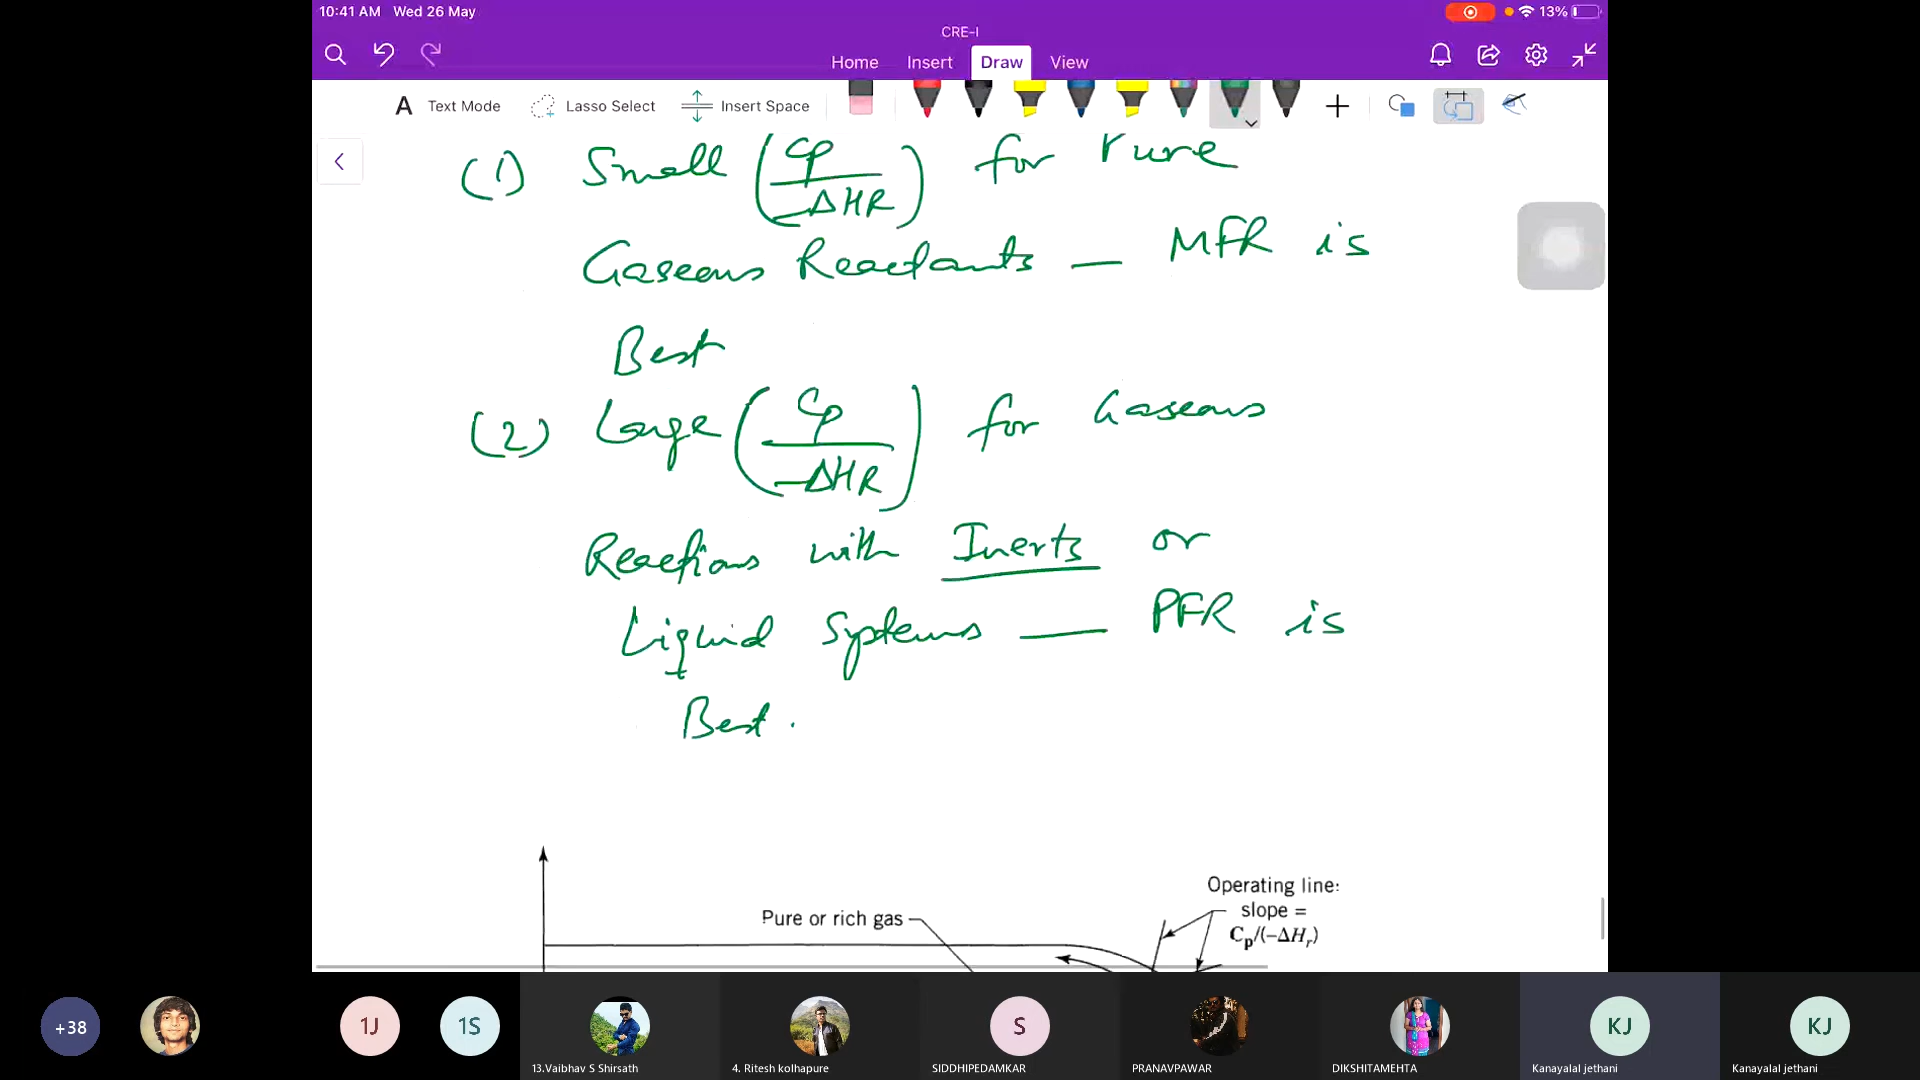 10:41 AM Wed 26 May
13%
CRE-I
Home Insert Draw View
A Text Mode Lasso Select Insert Space
(1) Small (Cp / -ΔHR) for Pure
Gaseous Reactants — MFR is
Best
(2) Large (Cp / -ΔHR) for Gaseous
Reactions with Inerts or
Liquid Systems — PFR is
Best.
Operating line:
slope =
Cp/(−ΔHr)
Pure or rich gas
+38
1J
1S
S
KJ
KJ
13.Vaibhav S Shirsath
4. Ritesh kolhapure
SIDDHIPEDAMKAR
PRANAVPAWAR
DIKSHITAMEHTA
Kanayalal jethani
Kanayalal jethani